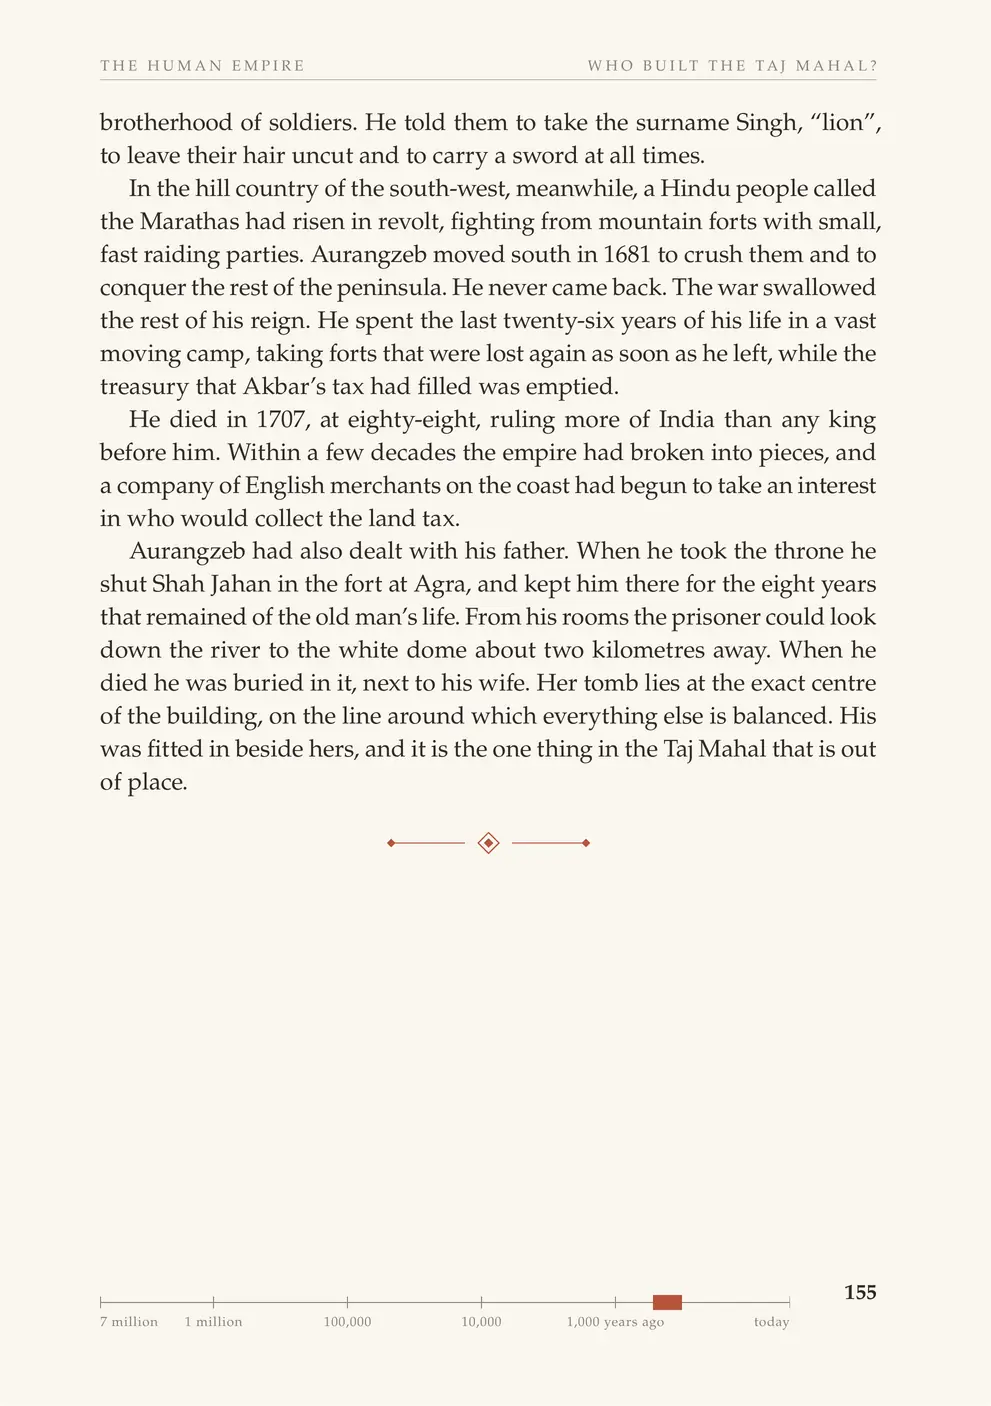 THE HUMAN EMPIRE
WHO BUILT THE TAJ MAHAL?
brotherhood of soldiers. He told them to take the surname Singh, “lion”,
to leave their hair uncut and to carry a sword at all times.
In the hill country of the south-west, meanwhile, a Hindu people called
the Marathas had risen in revolt, fighting from mountain forts with small,
fast raiding parties. Aurangzeb moved south in 1681 to crush them and to
conquer the rest of the peninsula. He never came back. The war swallowed
the rest of his reign. He spent the last twenty-six years of his life in a vast
moving camp, taking forts that were lost again as soon as he left, while the
treasury that Akbar’s tax had filled was emptied.
He died in 1707, at eighty-eight, ruling more of India than any king
before him. Within a few decades the empire had broken into pieces, and
a company of English merchants on the coast had begun to take an interest
in who would collect the land tax.
Aurangzeb had also dealt with his father. When he took the throne he
shut Shah Jahan in the fort at Agra, and kept him there for the eight years
that remained of the old man’s life. From his rooms the prisoner could look
down the river to the white dome about two kilometres away. When he
died he was buried in it, next to his wife. Her tomb lies at the exact centre
of the building, on the line around which everything else is balanced. His
was fitted in beside hers, and it is the one thing in the Taj Mahal that is out
of place.
155
7 million
1 million
100,000
10,000
1,000 years ago
today